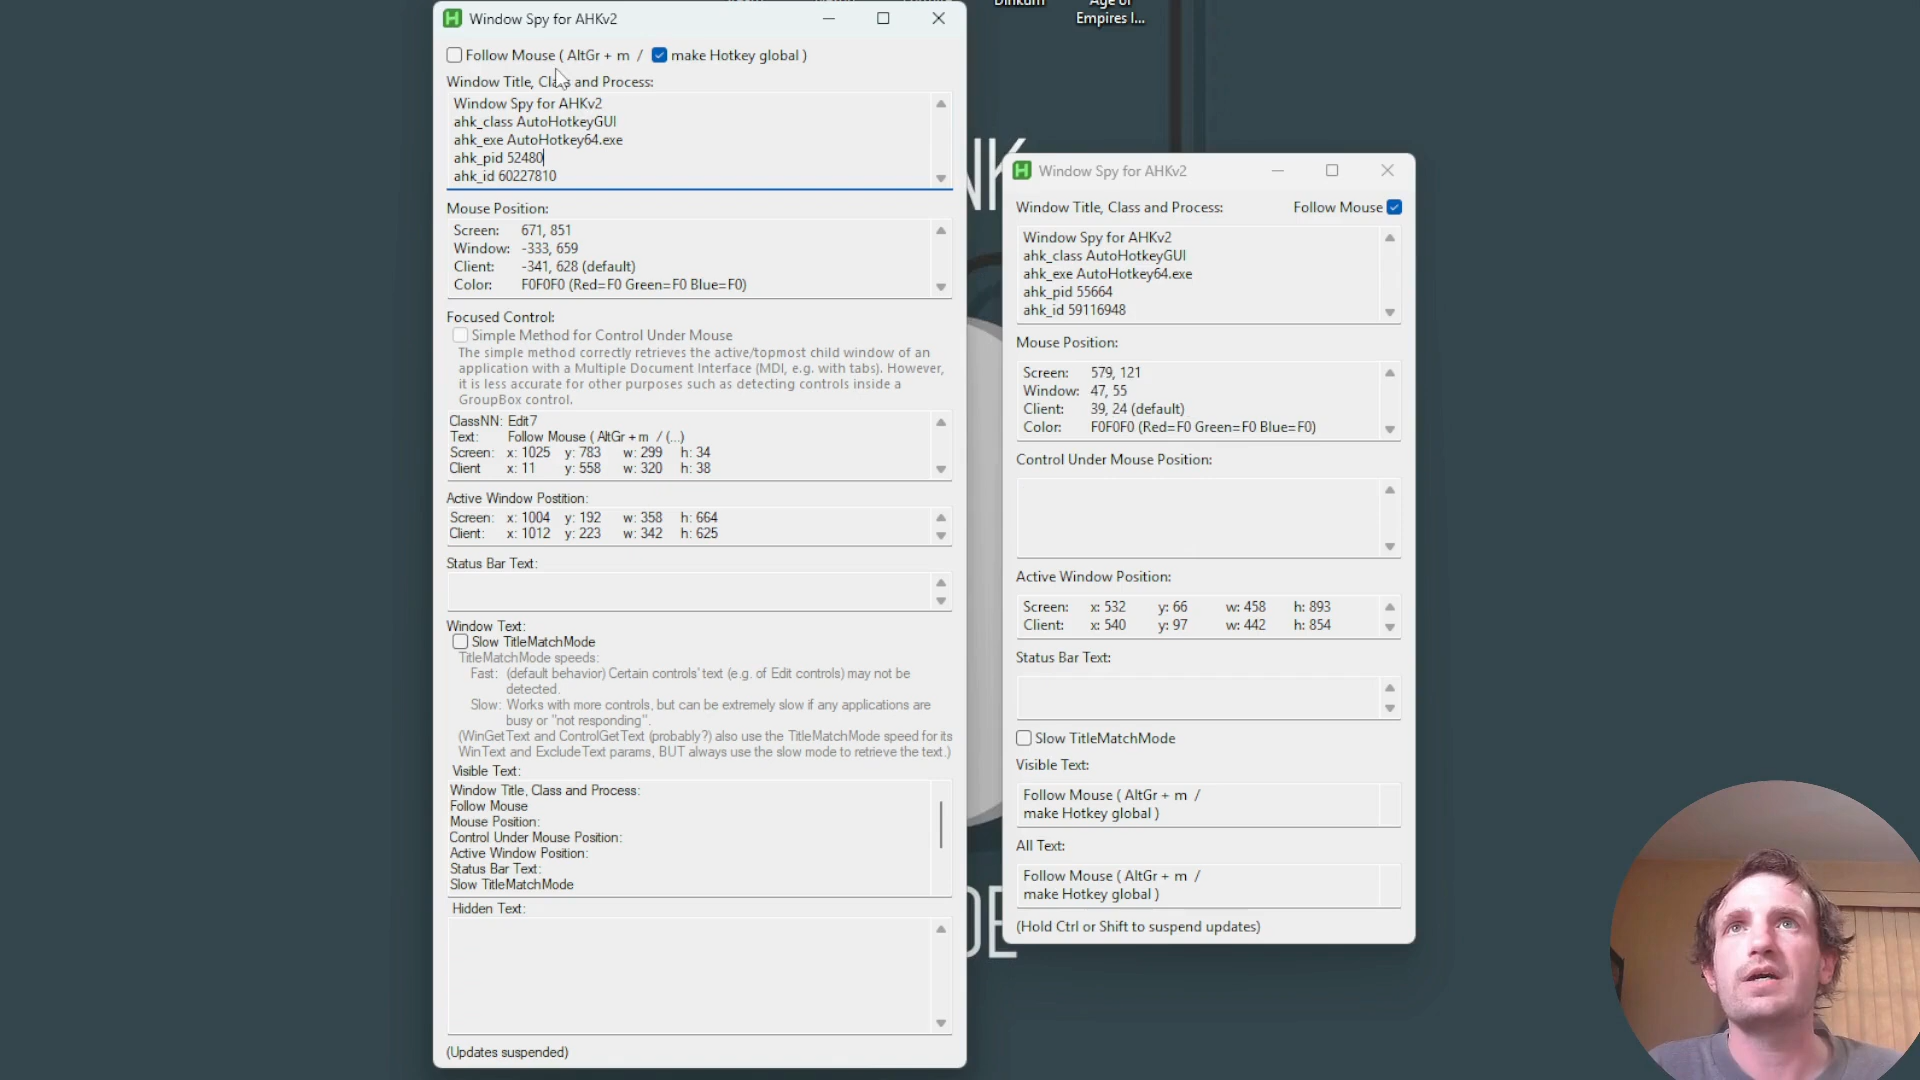 Dinkum
Age of
Empires I...
Window Spy for AHKv2
Follow Mouse ( AltGr + m / make Hotkey global )
Window Title, Class and Process:
Window Spy for AHKv2
ahk_class AutoHotkeyGUI
ahk_exe AutoHotkey64.exe
ahk_pid 52480
ahk_id 60227810
Mouse Position:
Screen: 671, 851
Window: -333, 659
Client: -341, 628 (default)
Color: F0F0F0 (Red=F0 Green=F0 Blue=F0)
Focused Control:
Simple Method for Control Under Mouse
The simple method correctly retrieves the active/topmost child window of an
application with a Multiple Document Interface (MDI, e.g. with tabs). However,
it is less accurate for other purposes such as detecting controls inside a
GroupBox control.
ClassNN: Edit7
Text: Follow Mouse ( AltGr + m / (...)
Screen: x: 1025 y: 783 w: 299 h: 34
Client x: 11 y: 558 w: 320 h: 38
Active Window Postition:
Screen: x: 1004 y: 192 w: 358 h: 664
Client: x: 1012 y: 223 w: 342 h: 625
Status Bar Text:
Window Text:
Slow TitleMatchMode
TitleMatchMode speeds:
Fast: (default behavior) Certain controls' text (e.g. of Edit controls) may not be
detected.
Slow: Works with more controls, but can be extremely slow if any applications are
busy or "not responding".
(WinGetText and ControlGetText (probably?) also use the TitleMatchMode speed for its
WinText and ExcludeText params, BUT always use the slow mode to retrieve the text.)
Visible Text:
Window Title, Class and Process:
Follow Mouse
Mouse Position:
Control Under Mouse Position:
Active Window Position:
Status Bar Text:
Slow TitleMatchMode
Hidden Text:
(Updates suspended)
Window Spy for AHKv2
Window Title, Class and Process: Follow Mouse
Window Spy for AHKv2
ahk_class AutoHotkeyGUI
ahk_exe AutoHotkey64.exe
ahk_pid 55664
ahk_id 59116948
Mouse Position:
Screen: 579, 121
Window: 47, 55
Client: 39, 24 (default)
Color: F0F0F0 (Red=F0 Green=F0 Blue=F0)
Control Under Mouse Position:
Active Window Position:
Screen: x: 532 y: 66 w: 458 h: 893
Client: x: 540 y: 97 w: 442 h: 854
Status Bar Text:
Slow TitleMatchMode
Visible Text:
Follow Mouse ( AltGr + m /
make Hotkey global )
All Text:
Follow Mouse ( AltGr + m /
make Hotkey global )
(Hold Ctrl or Shift to suspend updates)